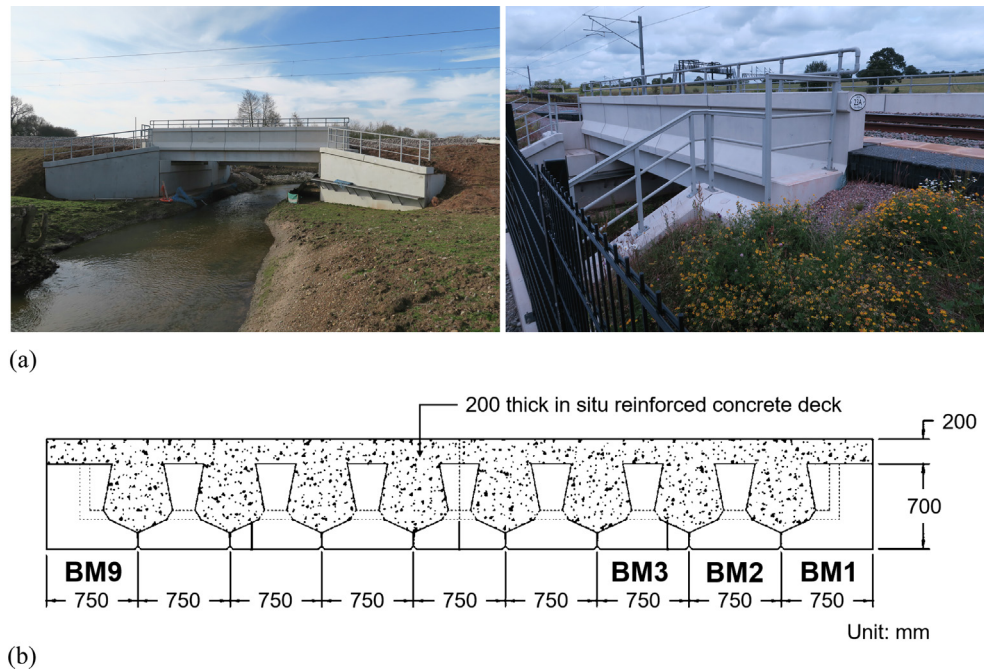 (a)
200 thick in situ reinforced concrete deck
200
700
BM9 BM3 BM2 BM1
750 750 750 750 750 750 750 750 750
Unit: mm
(b)